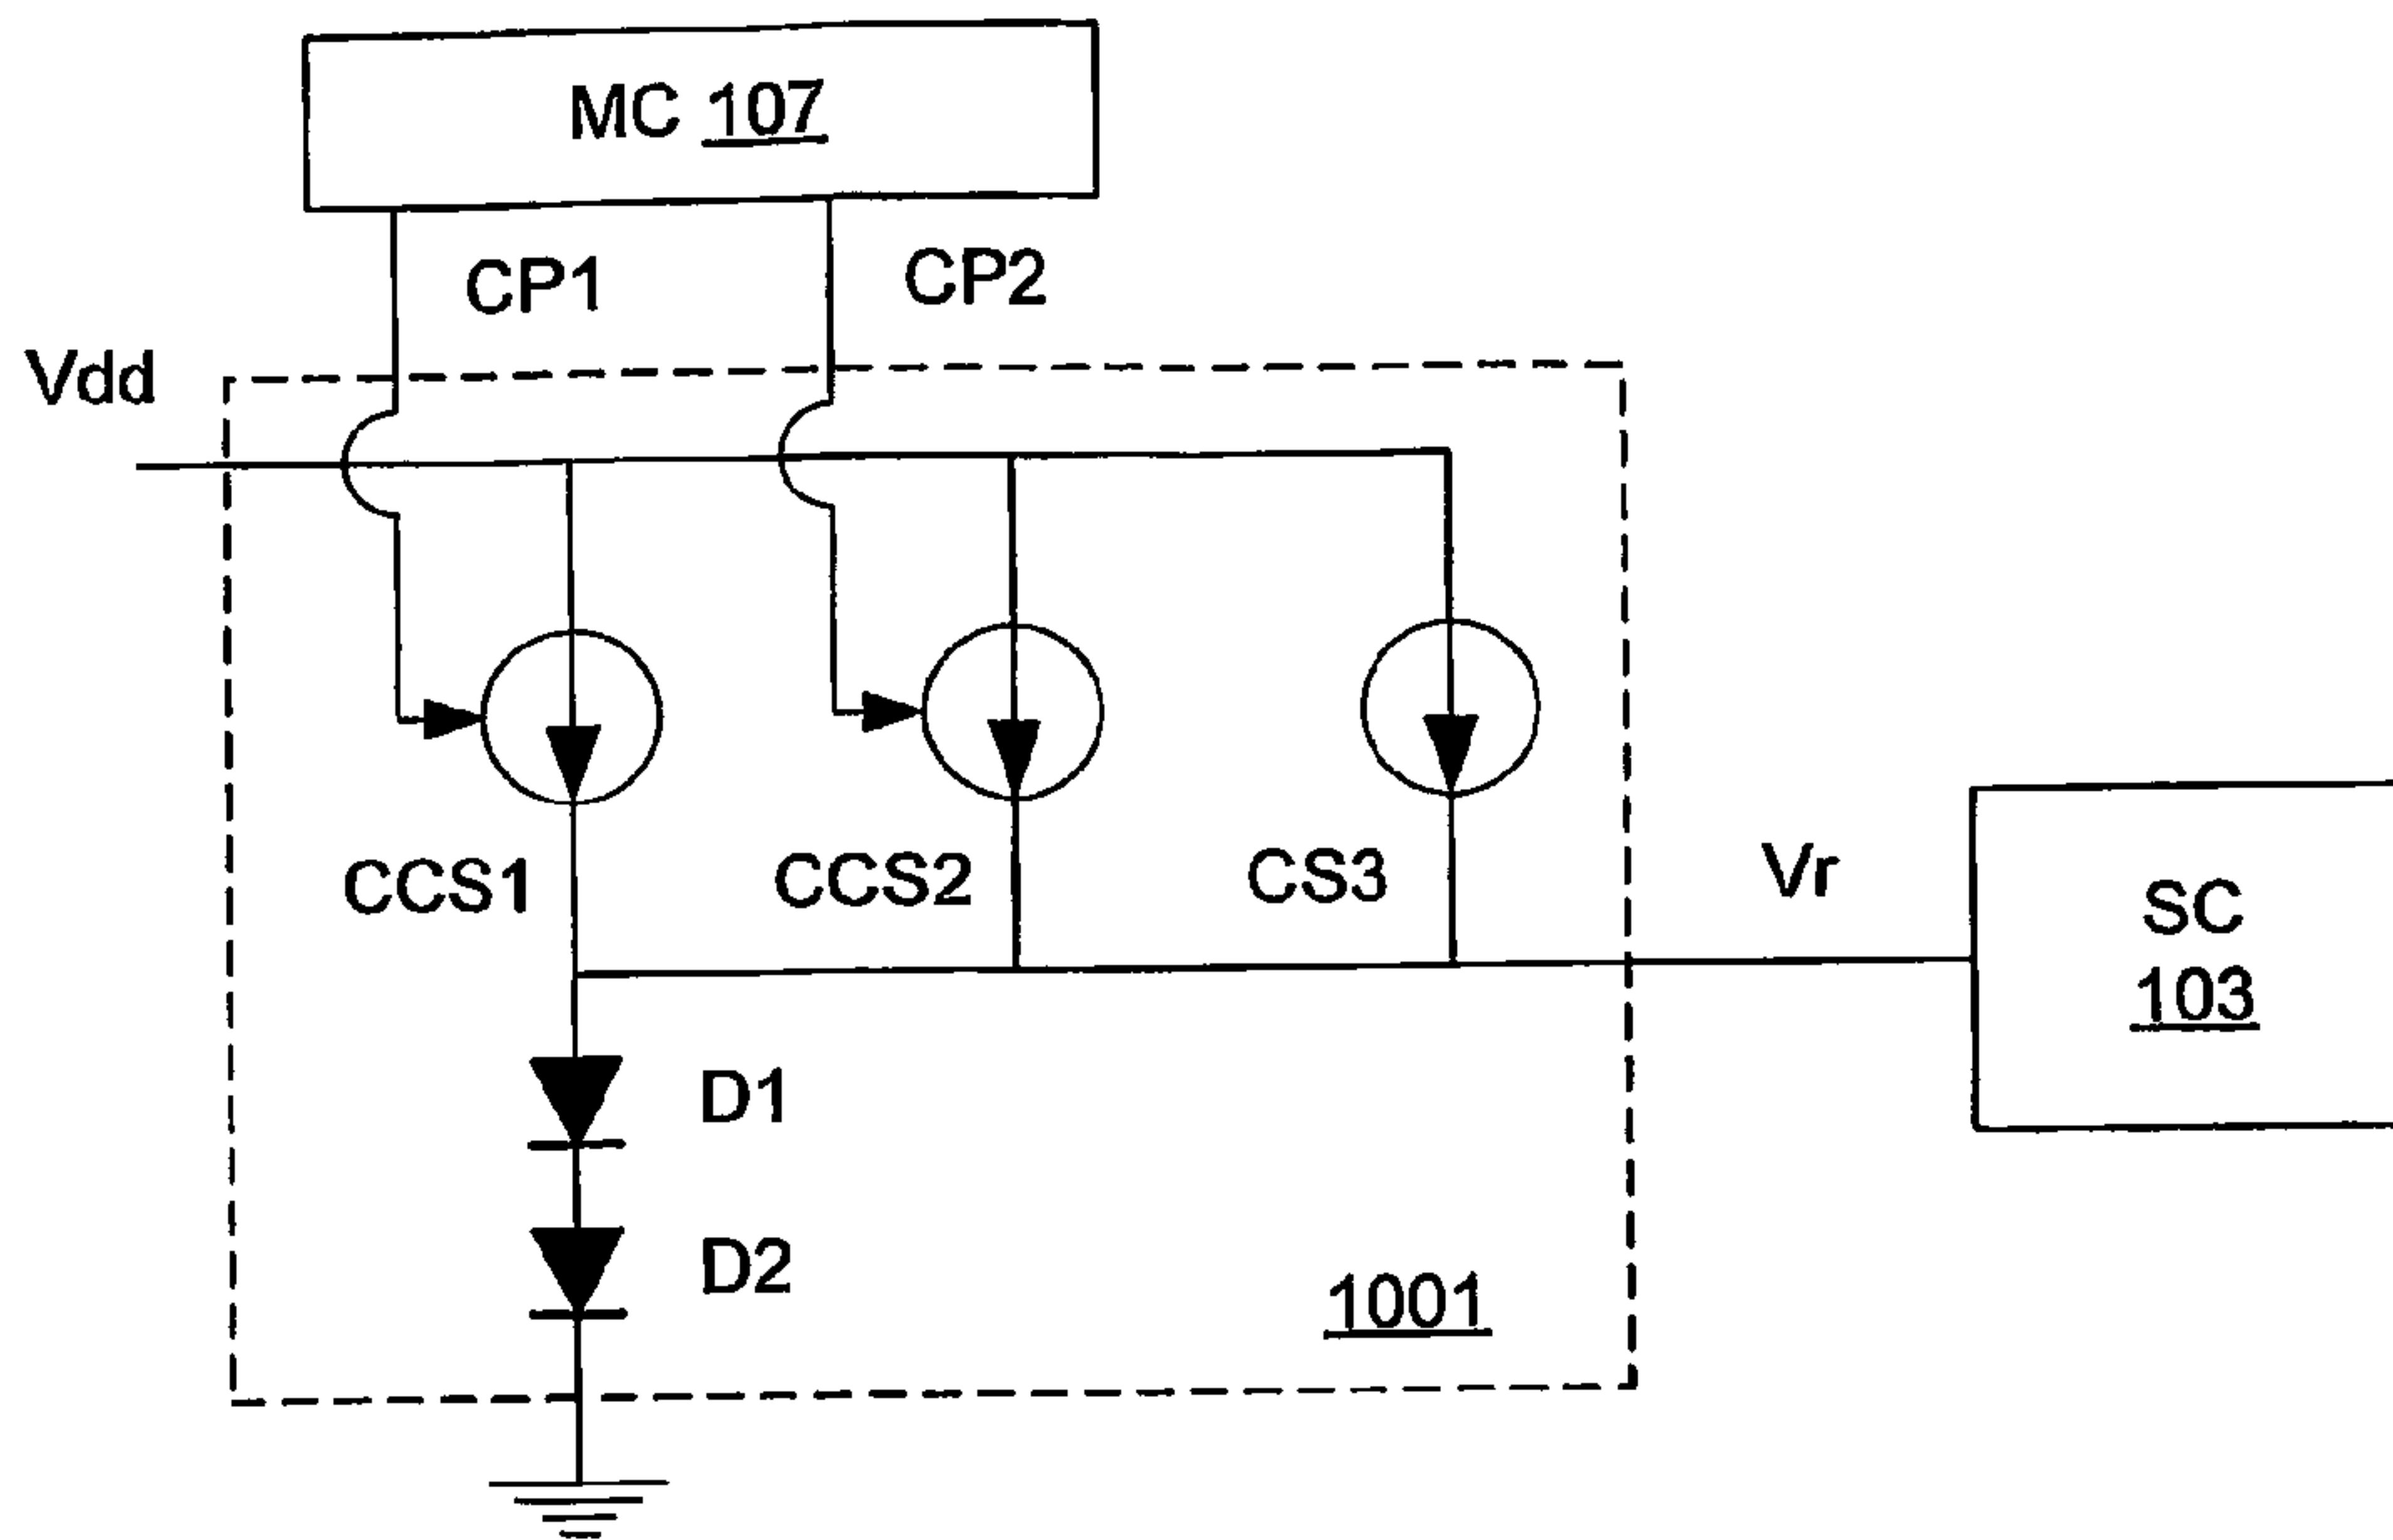 MC 107
CP1
CP2
Vdd
CCS1
CCS2
CS3
Vr
SC
103
D1
D2
1001